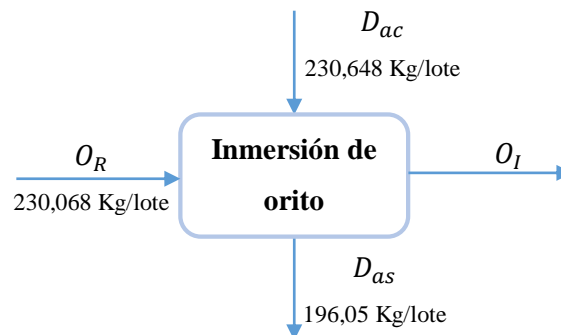 D_ac
230,648 Kg/lote
O_R
230,068 Kg/lote
Inmersión de
orito
O_I
D_as
196,05 Kg/lote